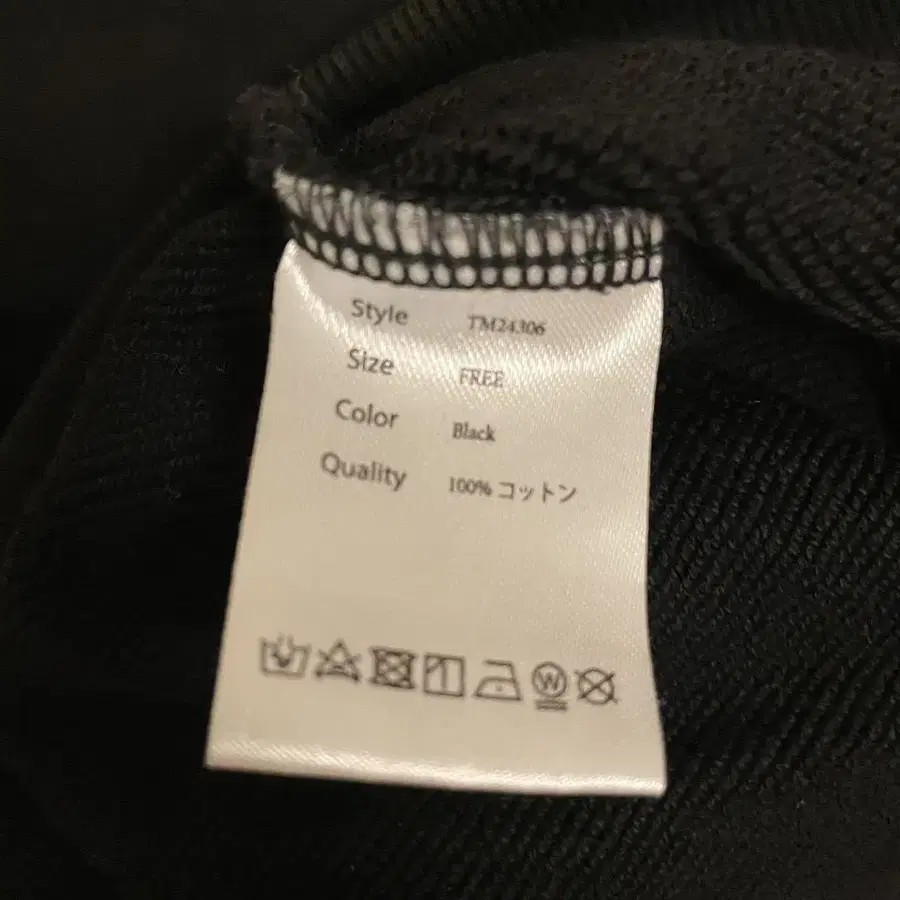 Style TM24306
Size FREE
Color Black
Quality 100% コットン
W